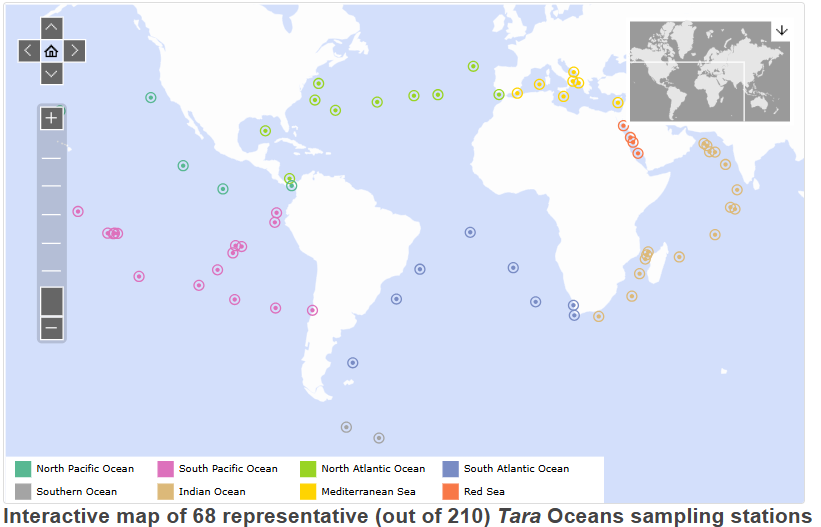 North Pacific Ocean South Pacific Ocean North Atlantic Ocean South Atlantic Ocean
Southern Ocean Indian Ocean Mediterranean Sea Red Sea
Interactive map of 68 representative (out of 210) Tara Oceans sampling stations